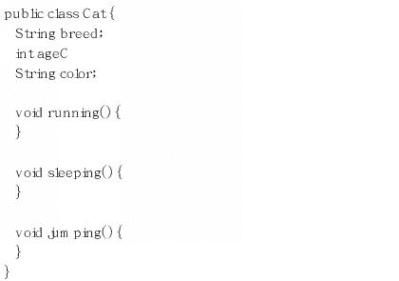 public class Cat{
String breed;
int ageC
String color;
void running(){
}
void sleeping(){
}
void jumping(){
}
}